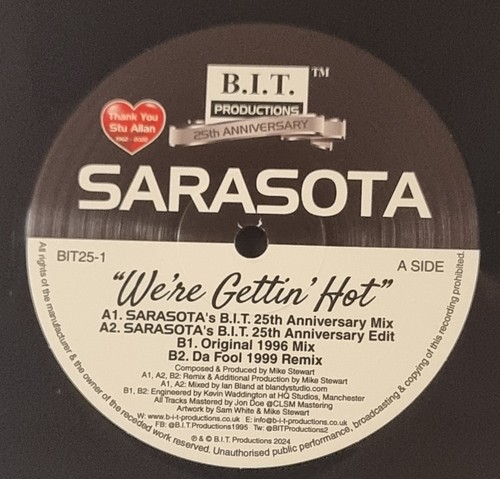 B.I.T.
TM
PRODUCTIONS
25th ANNIVERSARY
Thank You
Stu Allan
1962 - 2022
SARASOTA
BIT25-1
A SIDE
"We're Gettin' Hot"
A1. SARASOTA's B.I.T. 25th Anniversary Mix
A2. SARASOTA's B.I.T. 25th Anniversary Edit
B1. Original 1996 Mix
B2. Da Fool 1999 Remix
Composed & Produced by Mike Stewart
A1, A2, B2: Remix & Additional Production by Mike Stewart
A1, A2: Mixed by Ian Bland at blandystudio.com
B1, B2: Engineered by Kevin Waddington at HQ Studios, Manchester
All Tracks Mastered by Jon Doe @CLSM Mastering
Artwork by Sam White & Mike Stewart
W: www.b-i-t-productions.co.uk E: info@b-i-t-productions.co.uk
FB: @B.I.T.Productions1995 Tw: @BITProductions2
℗ & © B.I.T. Productions 2024
All rights of the manufacturer & the owner of the receded work reserved. Unauthorised public performance, broadcasting & copying of this record prohibited.